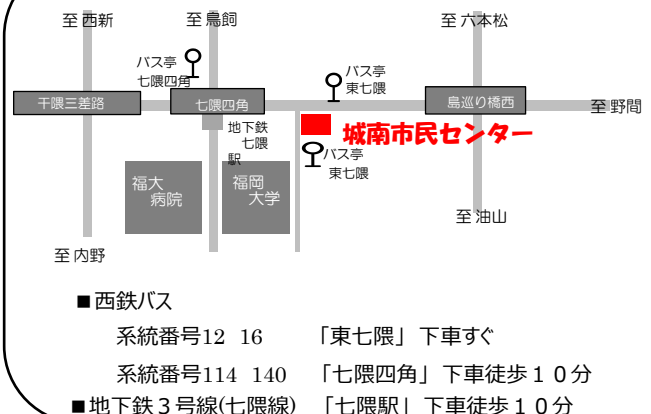 至 西新
至 鳥飼
至 六本松
バス亭
七隈四角
バス亭
東七隈
干隈三差路
七隈四角
島巡り橋西
至 野間
地下鉄
七隈
駅
城南市民センター
バス亭
東七隈
福大
病院
福岡
大学
至 油山
至 内野
■西鉄バス
系統番号12 16 「東七隈」下車すぐ
系統番号114 140 「七隈四角」下車徒歩１０分
■地下鉄３号線(七隈線) 「七隈駅」下車徒歩１０分